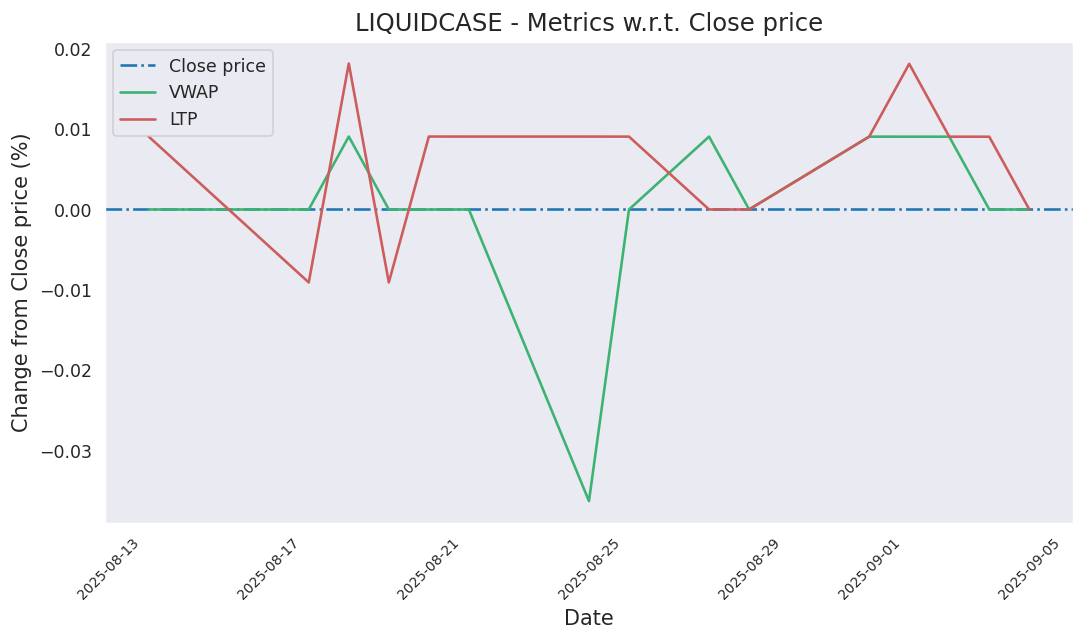 LIQUIDCASE - Metrics w.r.t. Close price
Close price
VWAP
LTP
Change from Close price (%)
0.02
0.01
0.00
−0.01
−0.02
−0.03
2025-08-13
2025-08-17
2025-08-21
2025-08-25
2025-08-29
2025-09-01
2025-09-05
Date